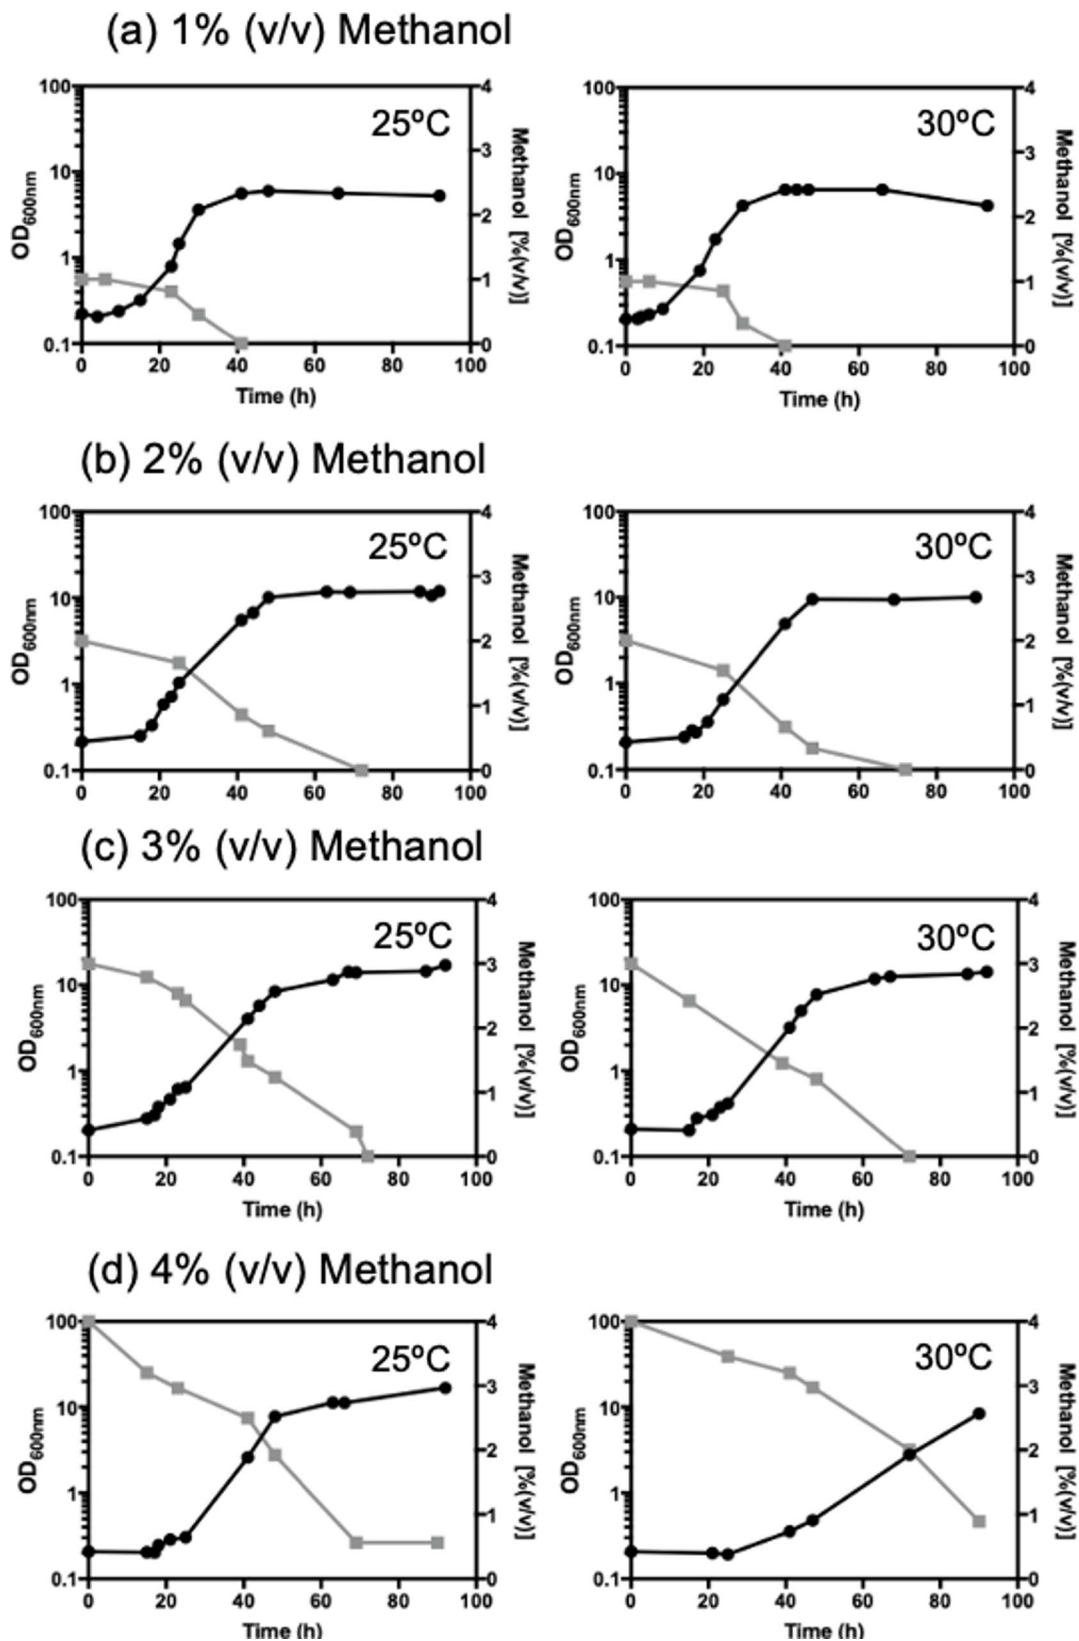 (a) 1% (v/v) Methanol
25ºC
100
10
1
0.1
OD600nm
4
3
2
1
0
Methanol [%(v/v)]
0 20 40 60 80 100
Time (h)
30ºC
100
10
1
0.1
OD600nm
4
3
2
1
0
Methanol [%(v/v)]
0 20 40 60 80 100
Time (h)
(b) 2% (v/v) Methanol
25ºC
100
10
1
0.1
OD600nm
4
3
2
1
0
Methanol [%(v/v)]
0 20 40 60 80 100
30ºC
100
10
1
0.1
OD600nm
4
3
2
1
0
Methanol [%(v/v)]
0 20 40 60 80 100
(c) 3% (v/v) Methanol
25ºC
100
10
1
0.1
OD600nm
4
3
2
1
0
Methanol [%(v/v)]
0 20 40 60 80 100
Time (h)
30ºC
100
10
1
0.1
OD600nm
4
3
2
1
0
Methanol [%(v/v)]
0 20 40 60 80 100
Time (h)
(d) 4% (v/v) Methanol
25ºC
100
10
1
0.1
OD600nm
4
3
2
1
0
Methanol [%(v/v)]
0 20 40 60 80 100
Time (h)
30ºC
100
10
1
0.1
OD600nm
4
3
2
1
0
Methanol [%(v/v)]
0 20 40 60 80 100
Time (h)